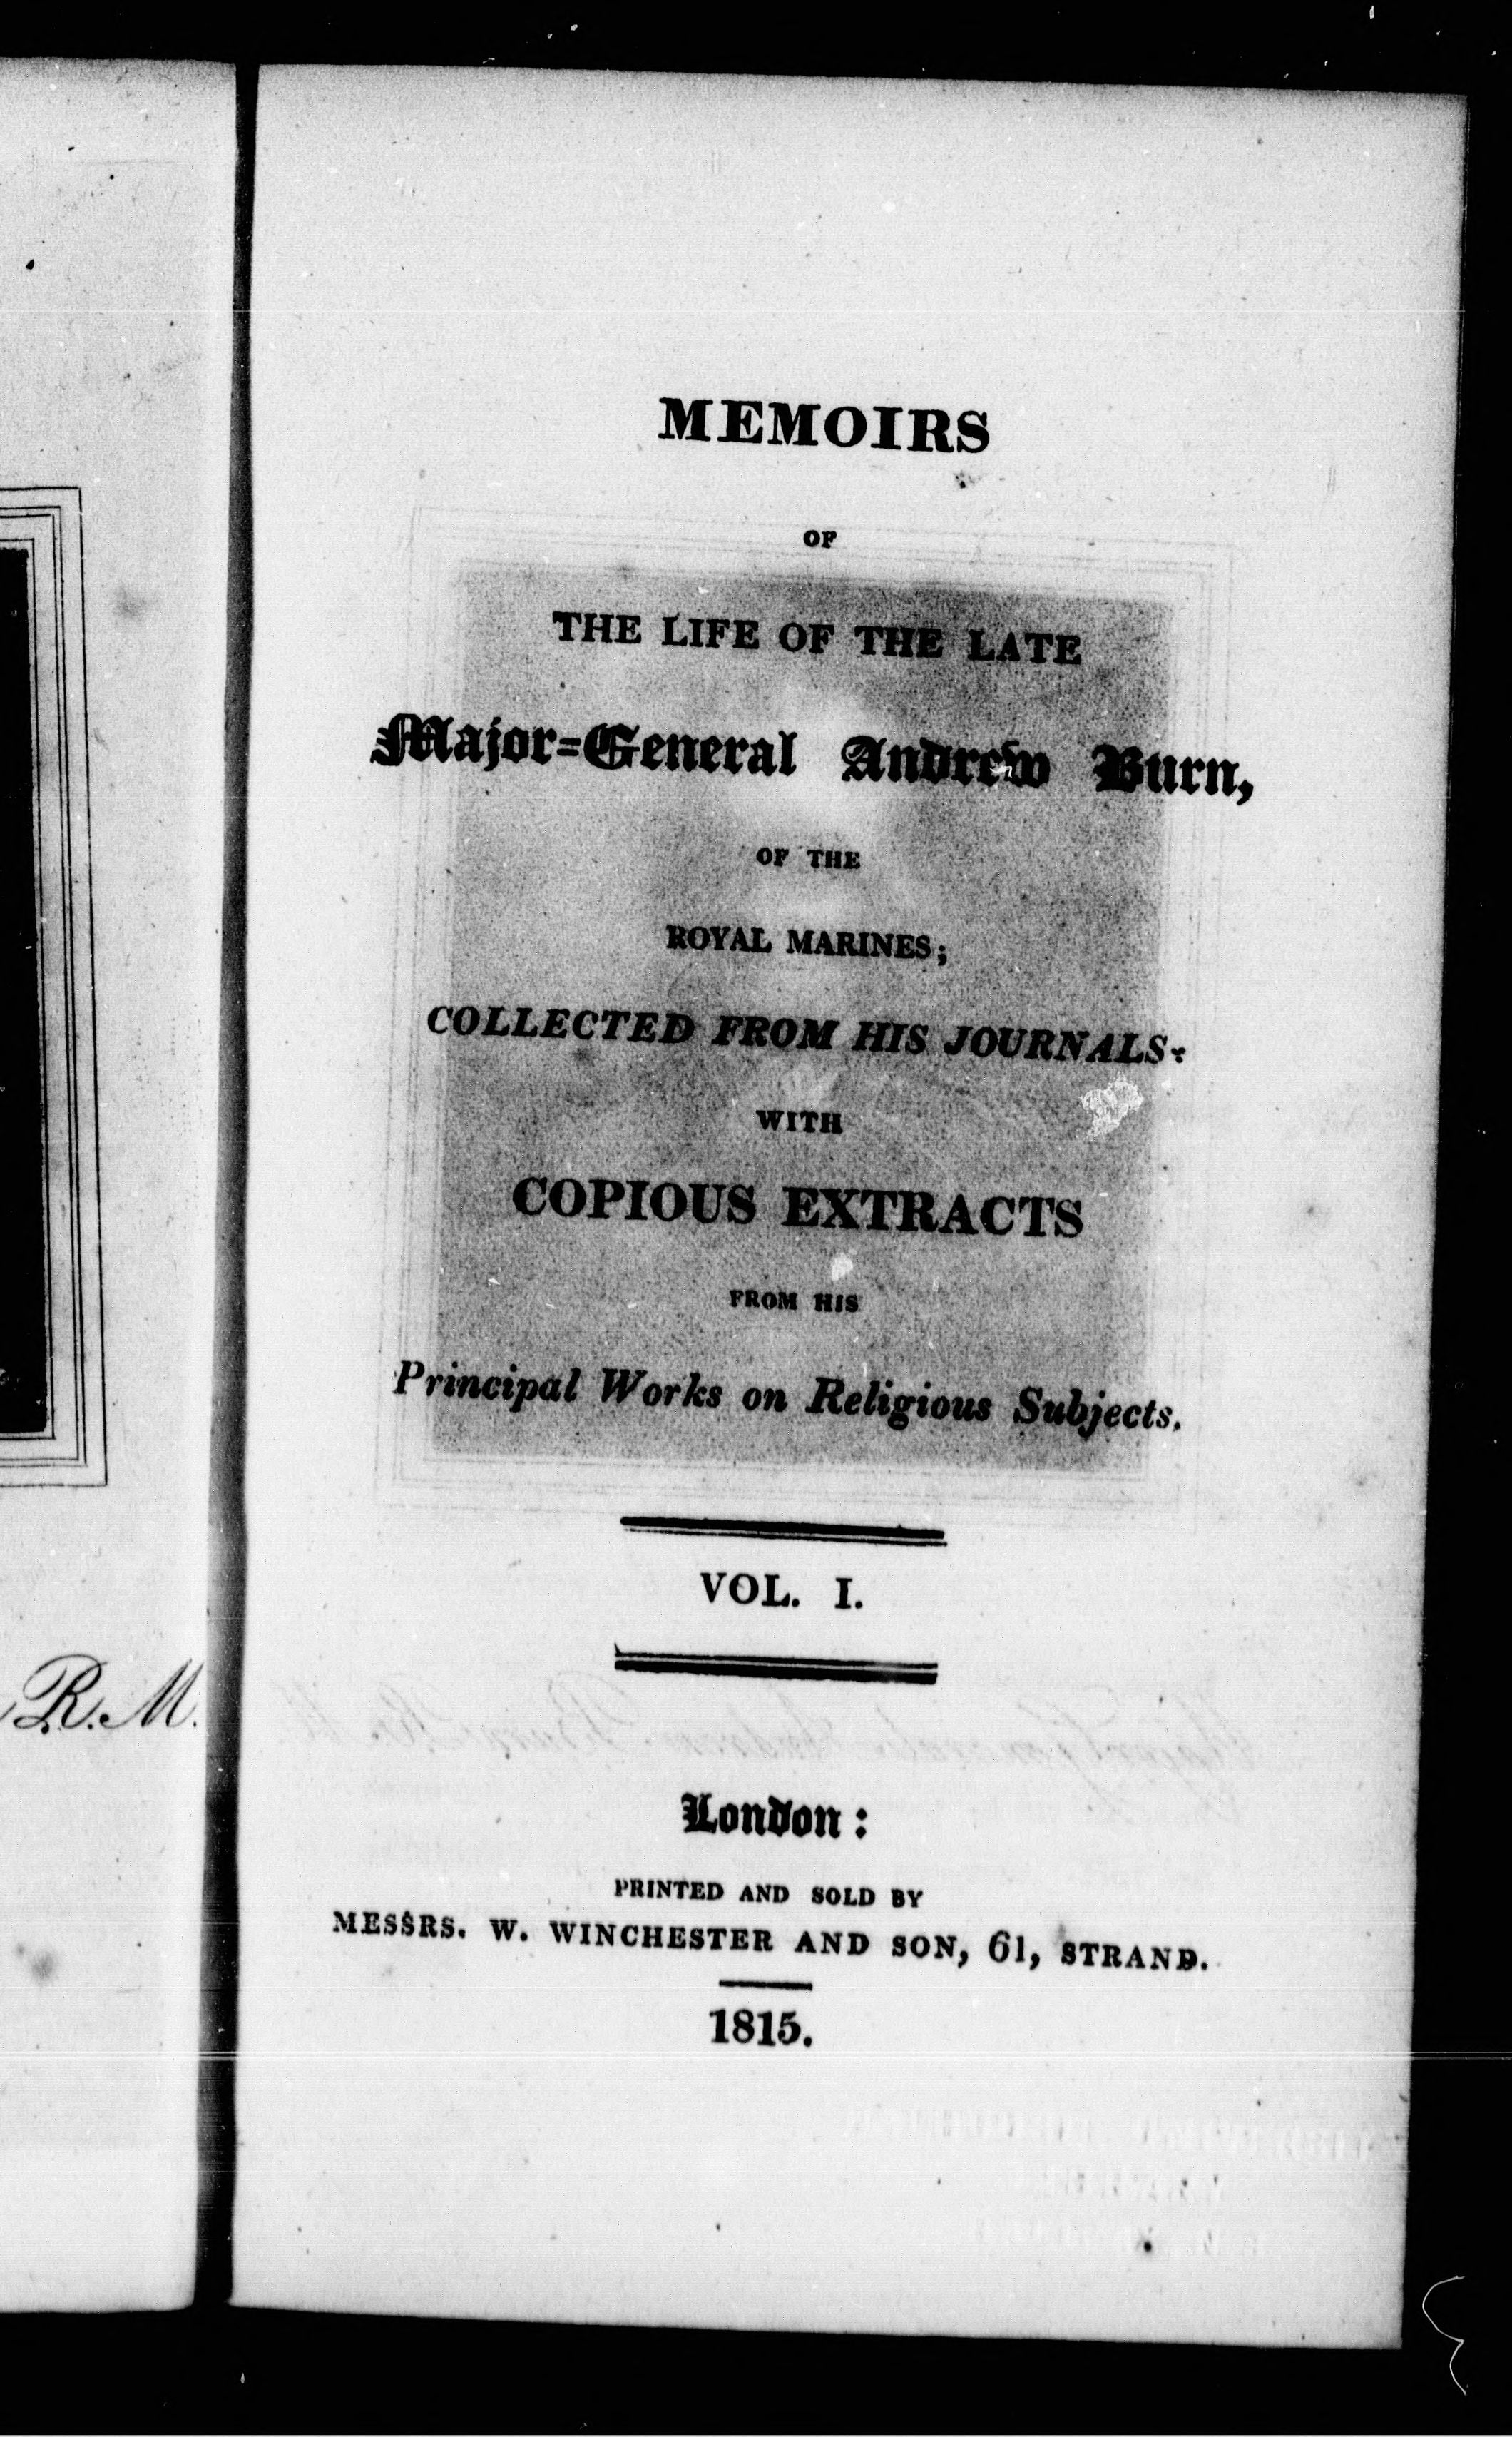 R. M.
MEMOIRS
OF
THE LIFE OF THE LATE
Major=General Andrew Burn,
OF THE
ROYAL MARINES;
COLLECTED FROM HIS JOURNALS:
WITH
COPIOUS EXTRACTS
FROM HIS
Principal Works on Religious Subjects.
VOL. I.
London:
PRINTED AND SOLD BY
MESSRS. W. WINCHESTER AND SON, 61, STRAND.
1815.